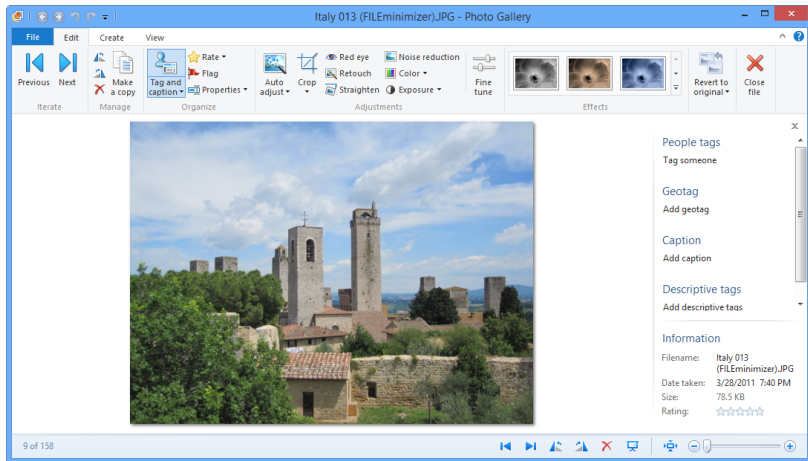 Italy 013 (FILEminimizer).JPG - Photo Gallery
File Edit Create View
Previous Next
Make a copy
Tag and caption
Rate
Flag
Properties
Auto adjust
Crop
Red eye
Retouch
Straighten
Noise reduction
Color
Exposure
Fine tune
Revert to original
Close file
Iterate Manage Organize Adjustments Effects
People tags
Tag someone
Geotag
Add geotag
Caption
Add caption
Descriptive tags
Add descriptive tags
Information
Filename: Italy 013
(FILEminimizer).JPG
Date taken: 3/28/2011 7:40 PM
Size: 78.5 KB
Rating:
9 of 158